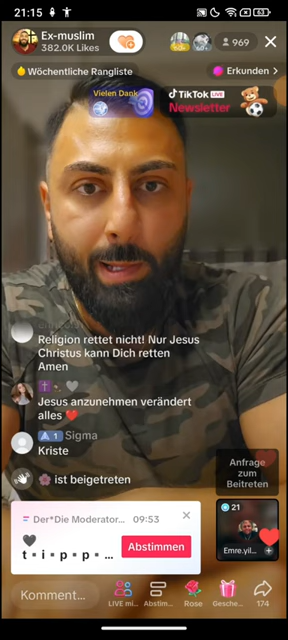 21:15
63
Ex-muslim
382.0K Likes
969
Wöchentliche Rangliste
Erkunden >
Vielen Dank
TikTok LIVE
Newsletter
Religion rettet nicht! Nur Jesus
Christus kann Dich retten
Amen
Jesus anzunehmen verändert
alles ❤️
1 Sigma
Kriste
🌸 ist beigetreten
Anfrage
zum
Beitreten
21
Emre.yil...
Der*Die Moderator... 09:53
🖤
t • i • p • p • ...
Abstimmen
Komment...
LIVE mi...
Abstim...
Rose
Gesche...
174